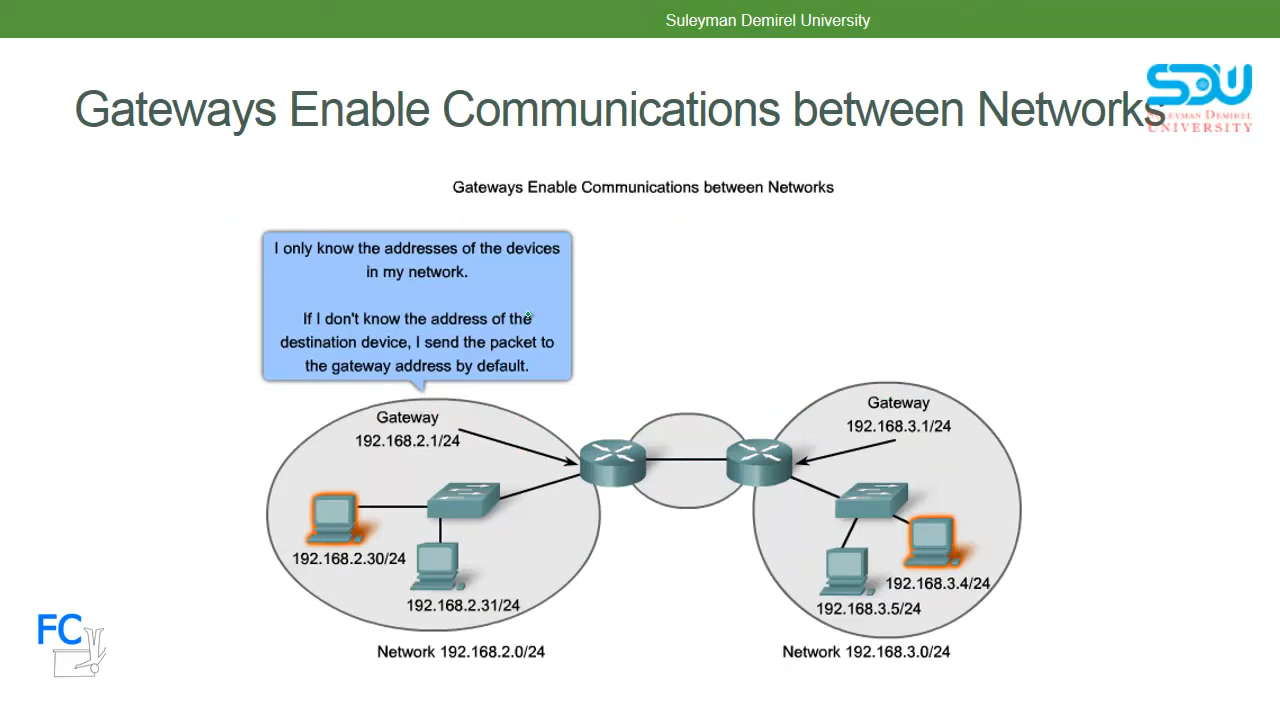 Suleyman Demirel University
Gateways Enable Communications between Networks
SDU
SULEYMAN DEMIREL
UNIVERSITY
Gateways Enable Communications between Networks
I only know the addresses of the devices
in my network.
If I don't know the address of the
destination device, I send the packet to
the gateway address by default.
Gateway
192.168.2.1/24
Gateway
192.168.3.1/24
192.168.2.30/24
192.168.2.31/24
192.168.3.4/24
192.168.3.5/24
Network 192.168.2.0/24
Network 192.168.3.0/24
FC